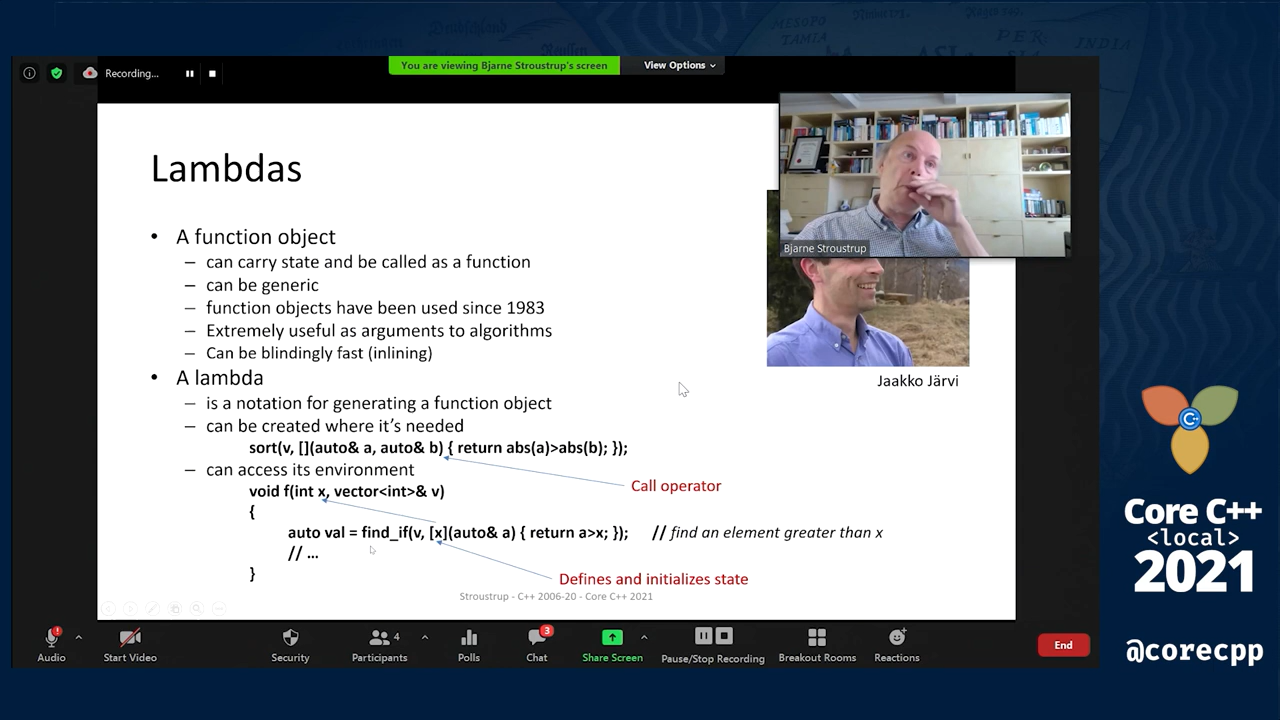 Deutschland
Reussen
MESOPO
TAMIA
PER
INDIA
Recording...
You are viewing Bjarne Stroustrup's screen
View Options
Lambdas
Bjarne Stroustrup
• A function object
– can carry state and be called as a function
– can be generic
– function objects have been used since 1983
– Extremely useful as arguments to algorithms
– Can be blindingly fast (inlining)
Jaakko Järvi
• A lambda
– is a notation for generating a function object
– can be created where it's needed
sort(v, [](auto& a, auto& b) { return abs(a)>abs(b); });
– can access its environment
Call operator
void f(int x, vector<int>& v)
{
auto val = find_if(v, [x](auto& a) { return a>x; }); // find an element greater than x
// ...
}
Defines and initializes state
Stroustrup - C++ 2006-20 - Core C++ 2021
Audio
Start Video
Security
4
Participants
Polls
3
Chat
Share Screen
Pause/Stop Recording
Breakout Rooms
Reactions
End
C++
Core C++
<local>
2021
@corecpp